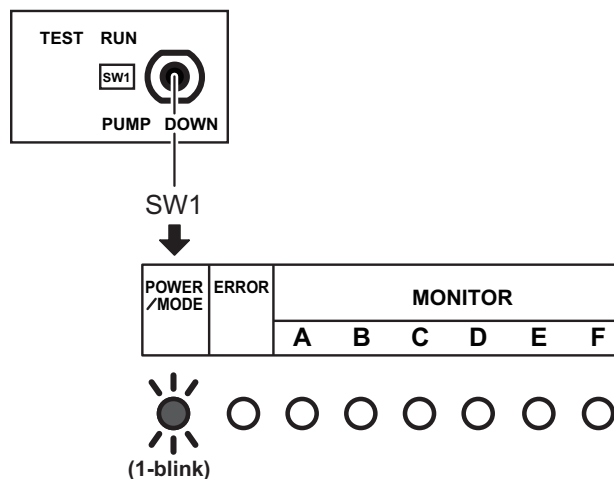 TEST RUN
SW1
PUMP DOWN
SW1
POWER
/MODE
ERROR
MONITOR
A B C D E F
(1-blink)